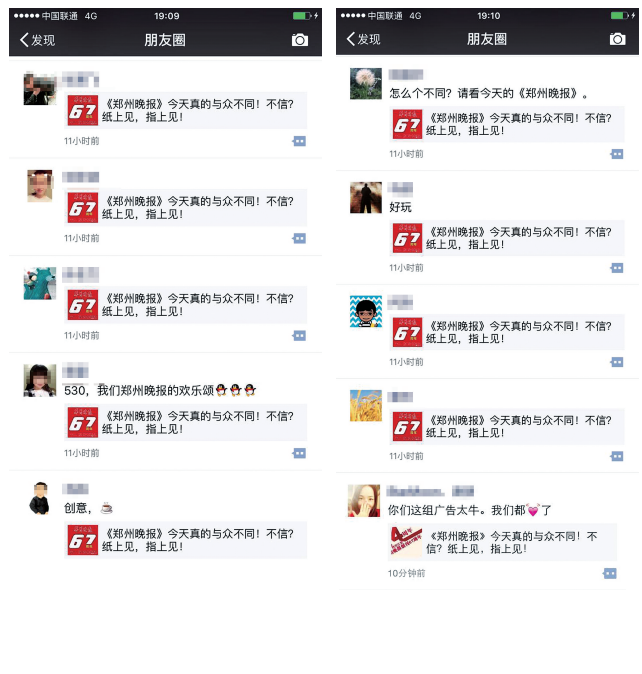 中国联通 4G 19:09
发现 朋友圈
《郑州晚报》今天真的与众不同！不信？
纸上见，指上见！
11小时前
《郑州晚报》今天真的与众不同！不信？
纸上见，指上见！
11小时前
《郑州晚报》今天真的与众不同！不信？
纸上见，指上见！
11小时前
530，我们郑州晚报的欢乐颂🐧🐧🐧
《郑州晚报》今天真的与众不同！不信？
纸上见，指上见！
11小时前
创意，☕
《郑州晚报》今天真的与众不同！不信？
纸上见，指上见！
中国联通 4G 19:10
发现 朋友圈
怎么个不同？请看今天的《郑州晚报》。
《郑州晚报》今天真的与众不同！不信？
纸上见，指上见！
11小时前
好玩
《郑州晚报》今天真的与众不同！不信？
纸上见，指上见！
11小时前
《郑州晚报》今天真的与众不同！不信？
纸上见，指上见！
11小时前
《郑州晚报》今天真的与众不同！不信？
纸上见，指上见！
11小时前
你们这组广告太牛。我们都💓了
《郑州晚报》今天真的与众不同！不
信？纸上见，指上见！
10分钟前